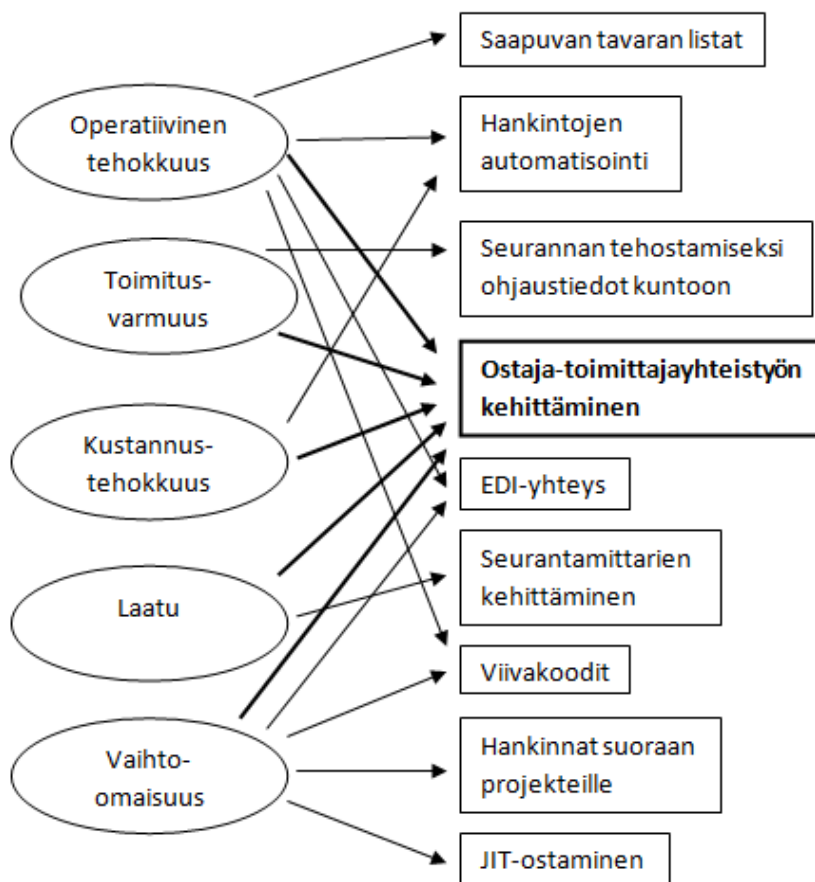 Saapuvan tavaran listat
Operatiivinen
tehokkuus
Hankintojen
automatisointi
Toimitus-
varmuus
Seurannan tehostamiseksi
ohjaustiedot kuntoon
Ostaja-toimittajayhteistyön
kehittäminen
Kustannus-
tehokkuus
EDI-yhteys
Laatu
Seurantamittarien
kehittäminen
Viivakoodit
Vaihto-
omaisuus
Hankinnat suoraan
projekteille
JIT-ostaminen